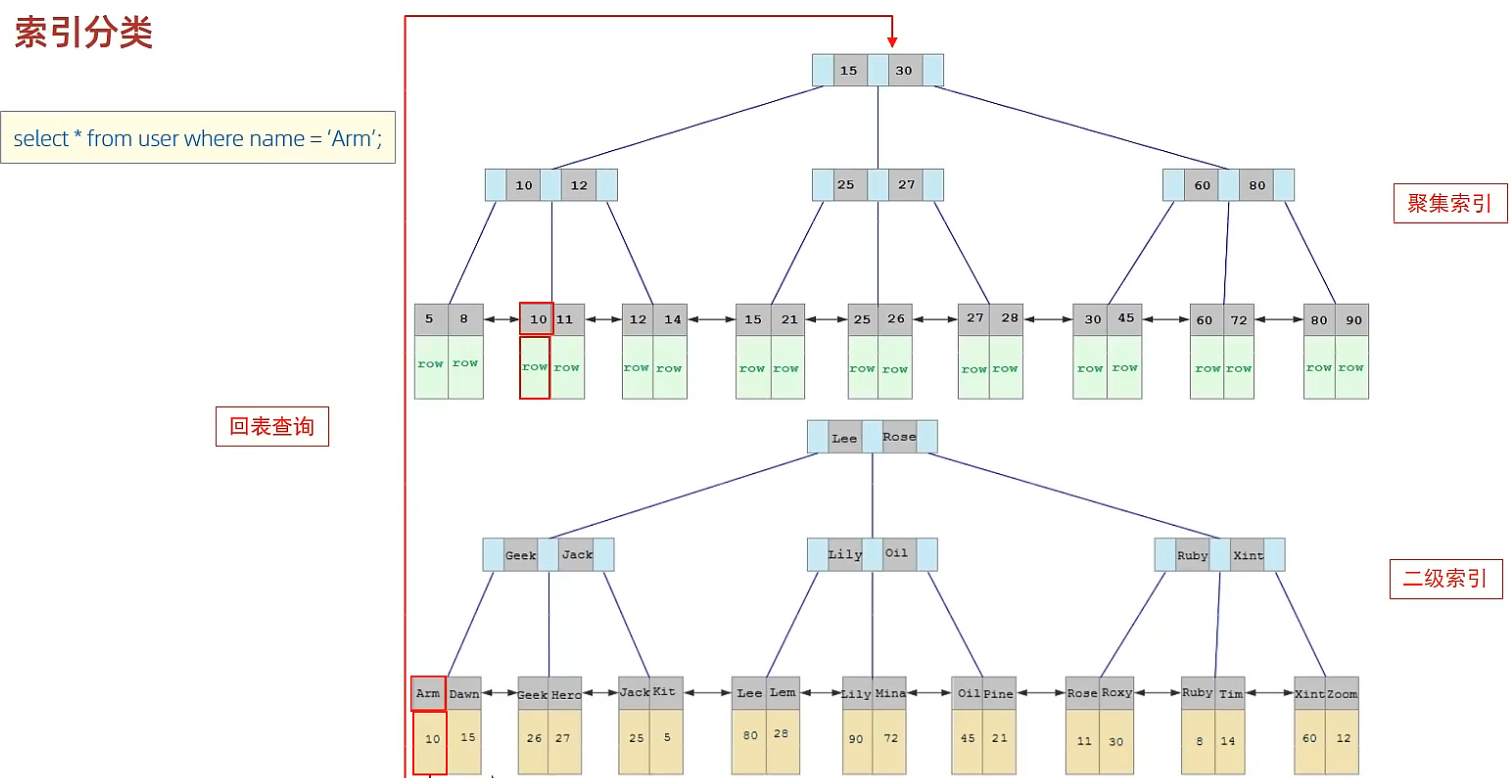 索引分类
select * from user where name = ‘Arm’;
15 30
10 12 25 27 60 80
聚集索引
5 8 10 11 12 14 15 21 25 26 27 28 30 45 60 72 80 90
row row row row row row row row row row row row row row row row row row
回表查询
Lee Rose
Geek Jack Lily Oil Ruby Xint
二级索引
Arm Dawn Geek Hero Jack Kit Lee Lem Lily Mina Oil Pine Rose Roxy Ruby Tim Xint Zoom
10 15 26 27 25 5 80 28 90 72 45 21 11 30 8 14 60 12